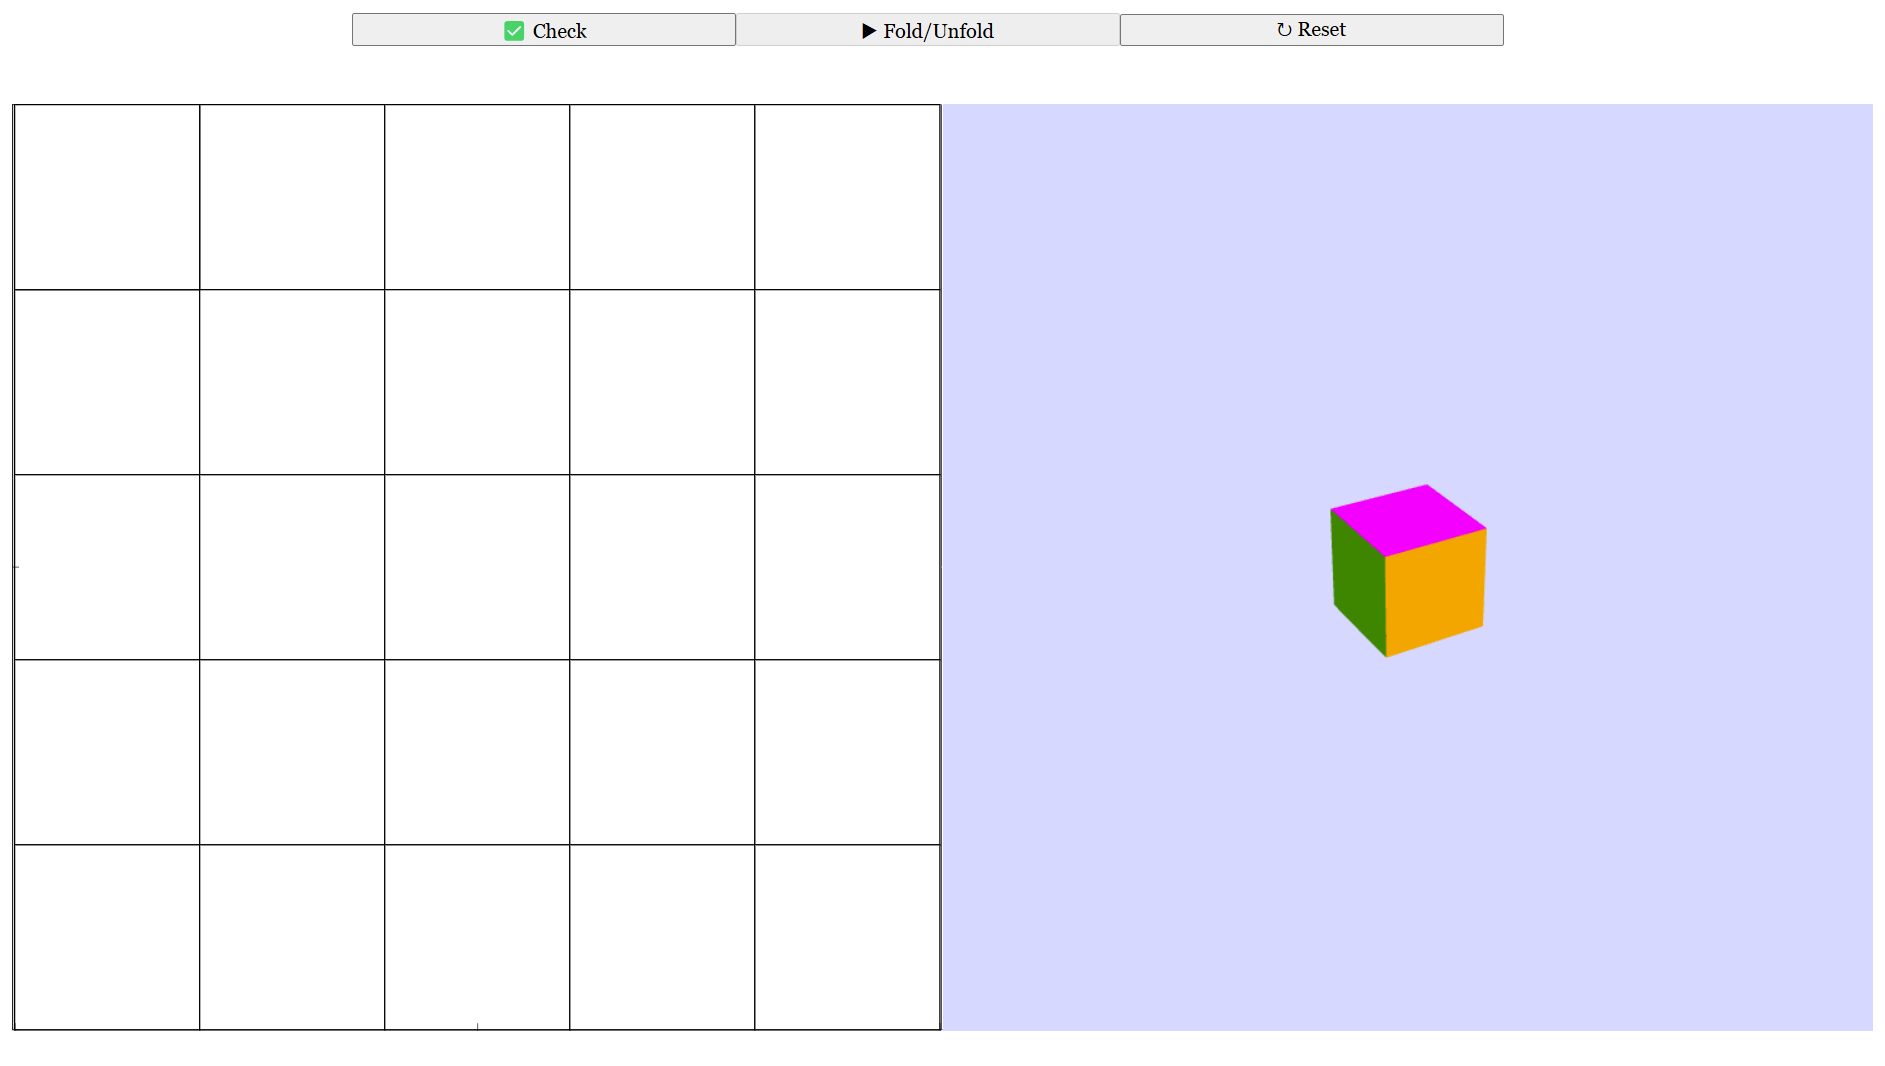 ✅ Check
▶ Fold/Unfold
↻ Reset